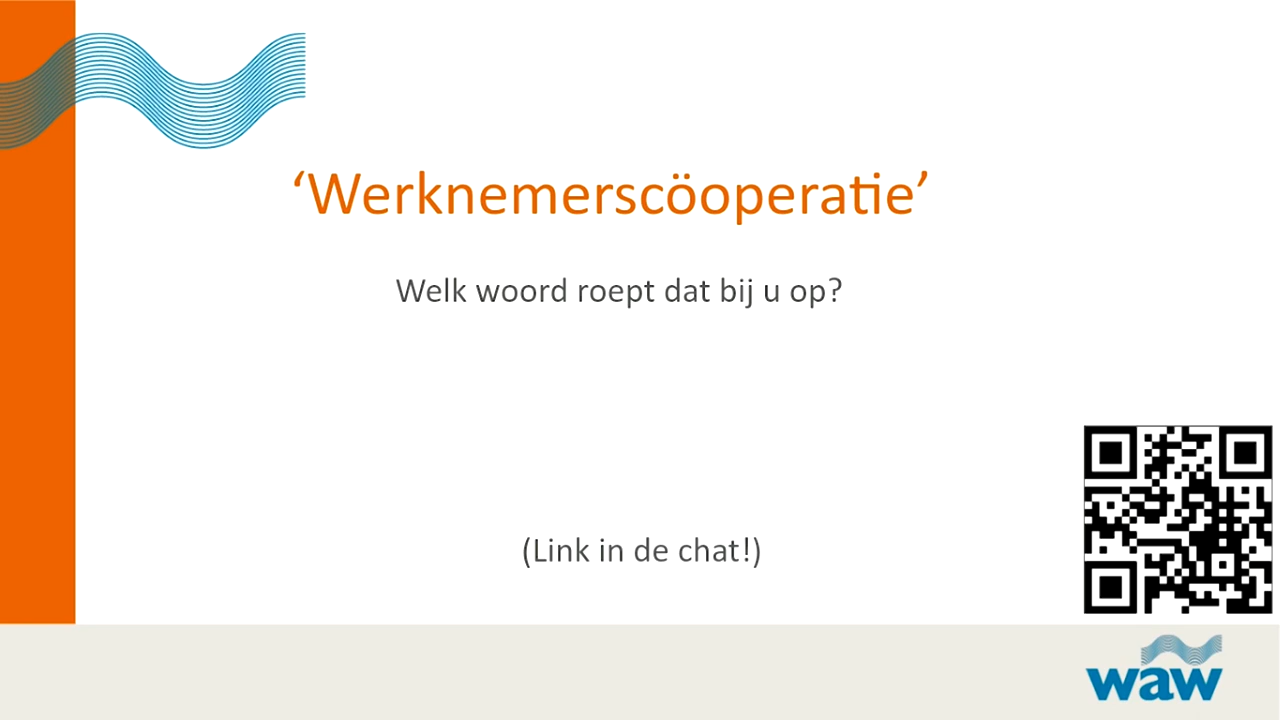 ‘Werknemerscöoperatie’
Welk woord roept dat bij u op?
(Link in de chat!)
waw